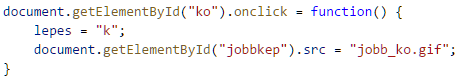 document.getElementById("ko").onclick = function() {
    lepes = "k";
    document.getElementById("jobbkep").src = "jobb_ko.gif";
}